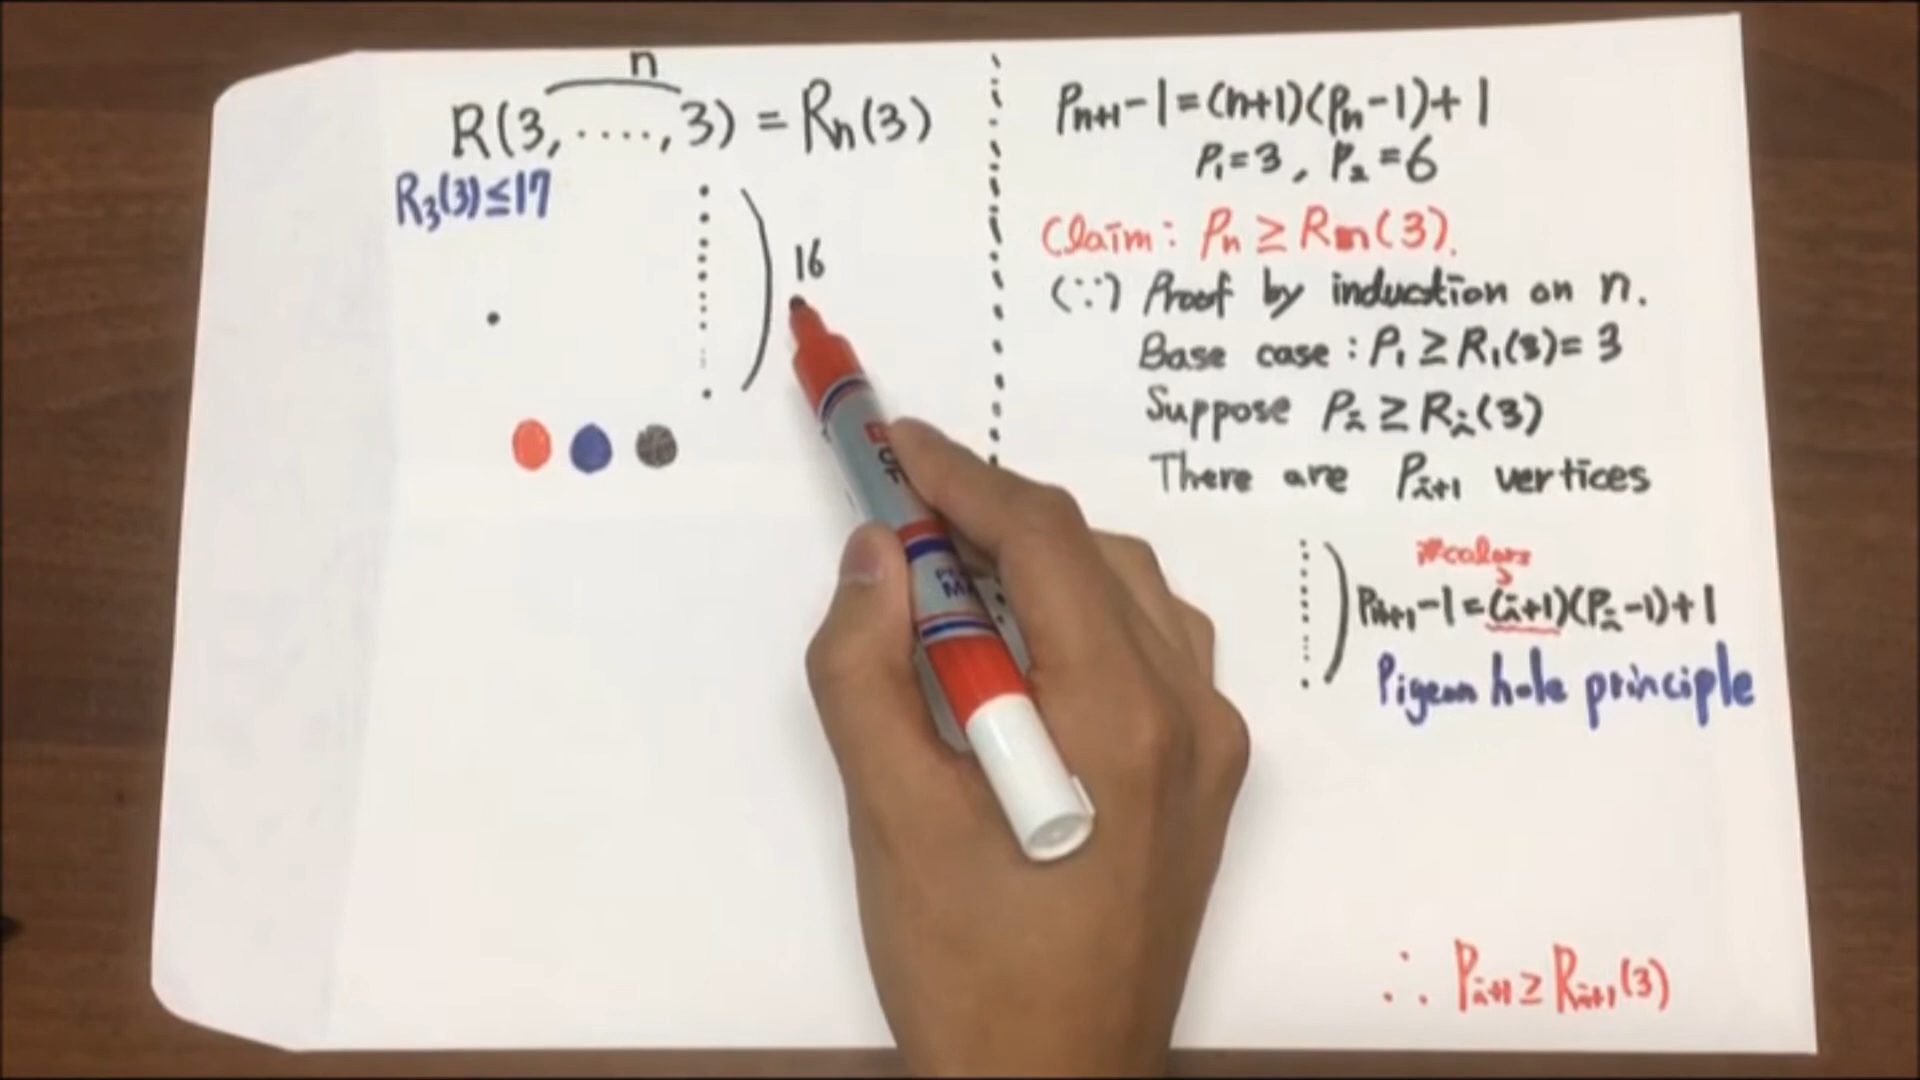 n
R(3, ....., 3) = Rn(3)
R3(3) ≤ 17
16
Pn+1 - 1 = (n+1)(Pn - 1) + 1
P1 = 3, P2 = 6
Claim: Pn ≥ Rn(3).
(∵) Proof by induction on n.
Base case: P1 ≥ R1(3) = 3
Suppose Pi ≥ Ri(3)
There are Pi+1 vertices
#colors
Pi+1 - 1 = (i+1)(Pi - 1) + 1
Pigeon hole principle
∴ Pi+1 ≥ Ri+1(3)